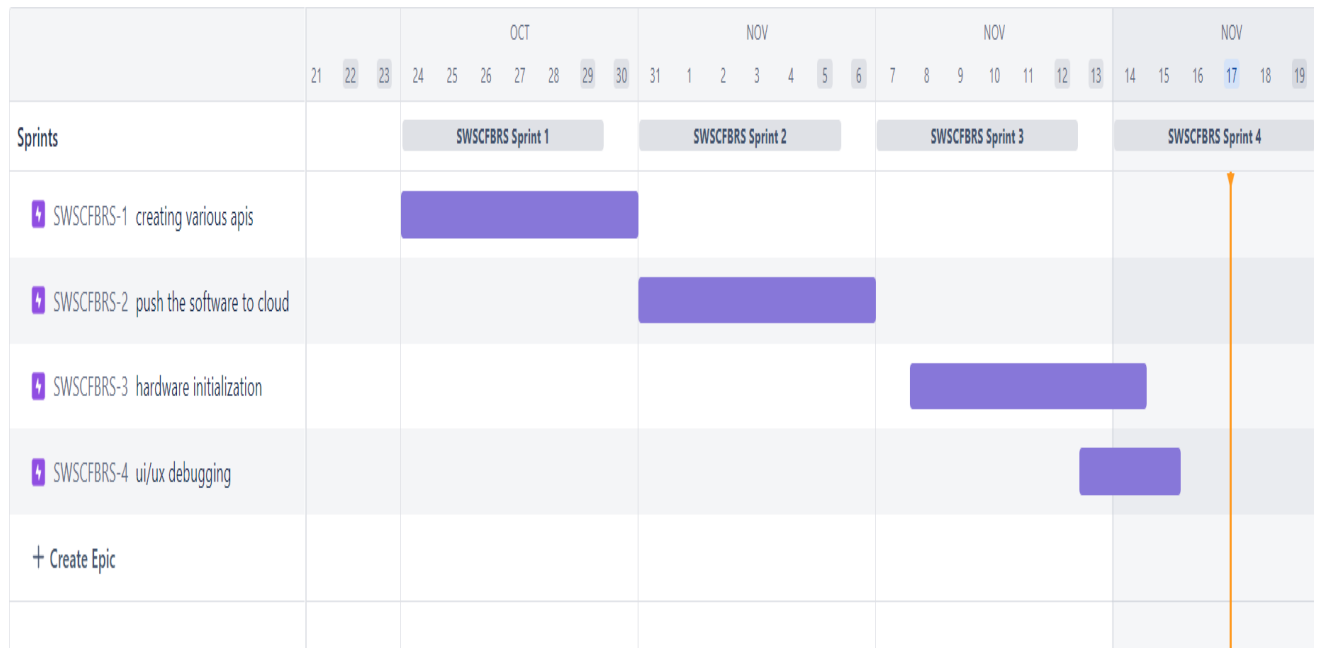 OCT NOV NOV NOV
21 22 23 24 25 26 27 28 29 30 31 1 2 3 4 5 6 7 8 9 10 11 12 13 14 15 16 17 18 19
Sprints SWSCFBRS Sprint 1 SWSCFBRS Sprint 2 SWSCFBRS Sprint 3 SWSCFBRS Sprint 4
SWSCFBRS-1 creating various apis
SWSCFBRS-2 push the software to cloud
SWSCFBRS-3 hardware initialization
SWSCFBRS-4 ui/ux debugging
+ Create Epic